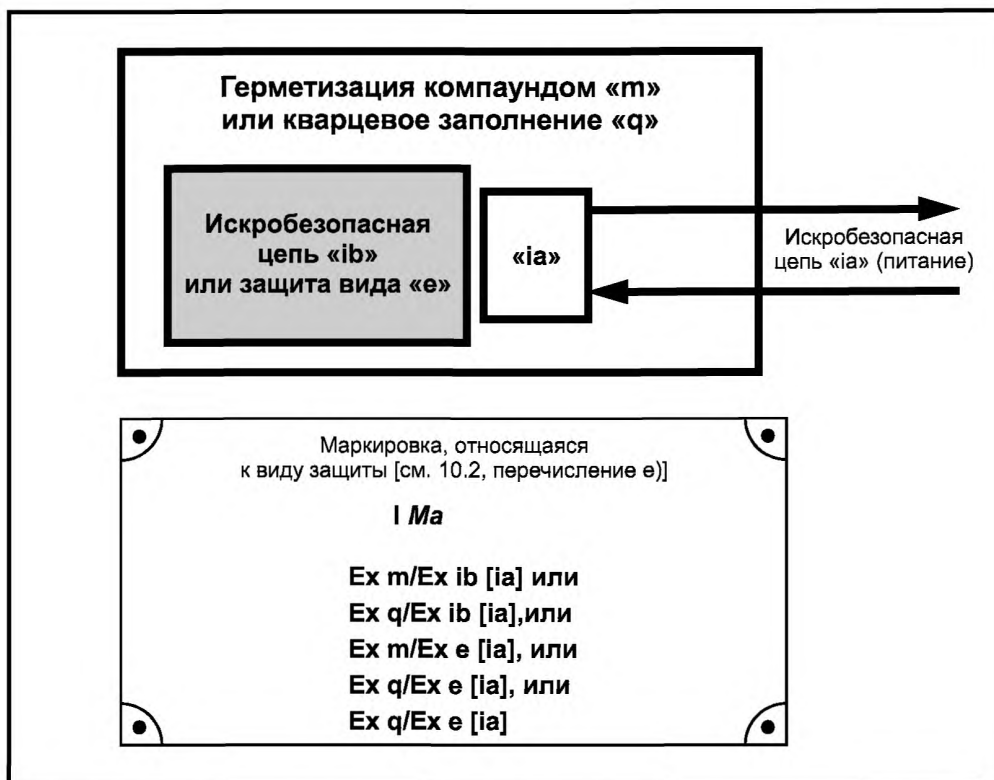 Герметизация компаундом «m»
или кварцевое заполнение «q»
Искробезопасная
цепь «ib»
или защита вида «e»
«ia»
Искробезопасная
цепь «ia» (питание)
Маркировка, относящаяся
к виду защиты [см. 10.2, перечисление е)]
I Ma
Ex m/Ex ib [ia] или
Ex q/Ex ib [ia],или
Ex m/Ex e [ia], или
Ex q/Ex e [ia], или
Ex q/Ex e [ia]